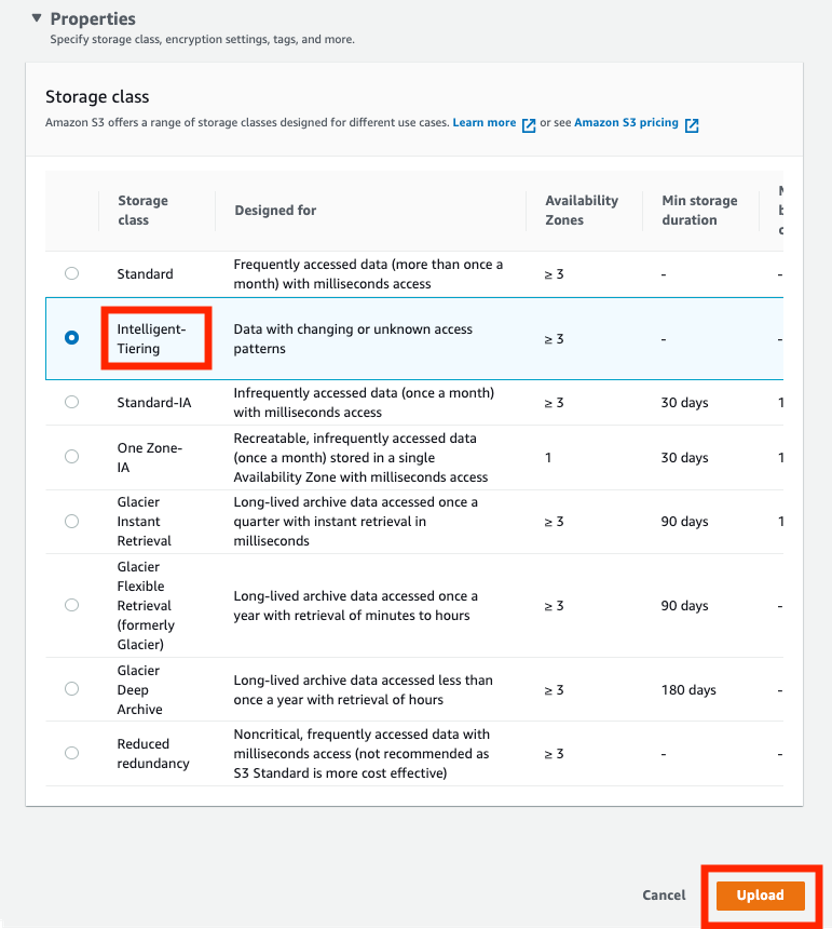 Properties
Specify storage class, encryption settings, tags, and more.
Storage class
Amazon S3 offers a range of storage classes designed for different use cases. Learn more or see Amazon S3 pricing
Storage class
Designed for
Availability Zones
Min storage duration
Standard
Frequently accessed data (more than once a
month) with milliseconds access
≥ 3
-
-
Intelligent-
Tiering
Data with changing or unknown access
patterns
≥ 3
-
-
Standard-IA
Infrequently accessed data (once a month)
with milliseconds access
≥ 3
30 days
1
One Zone-
IA
Recreatable, infrequently accessed data
(once a month) stored in a single
Availability Zone with milliseconds access
1
30 days
1
Glacier
Instant
Retrieval
Long-lived archive data accessed once a
quarter with instant retrieval in
milliseconds
≥ 3
90 days
1
Glacier
Flexible
Retrieval
(formerly
Glacier)
Long-lived archive data accessed once a
year with retrieval of minutes to hours
≥ 3
90 days
-
Glacier
Deep
Archive
Long-lived archive data accessed less than
once a year with retrieval of hours
≥ 3
180 days
-
Reduced
redundancy
Noncritical, frequently accessed data with
milliseconds access (not recommended as
S3 Standard is more cost effective)
≥ 3
-
-
Cancel
Upload